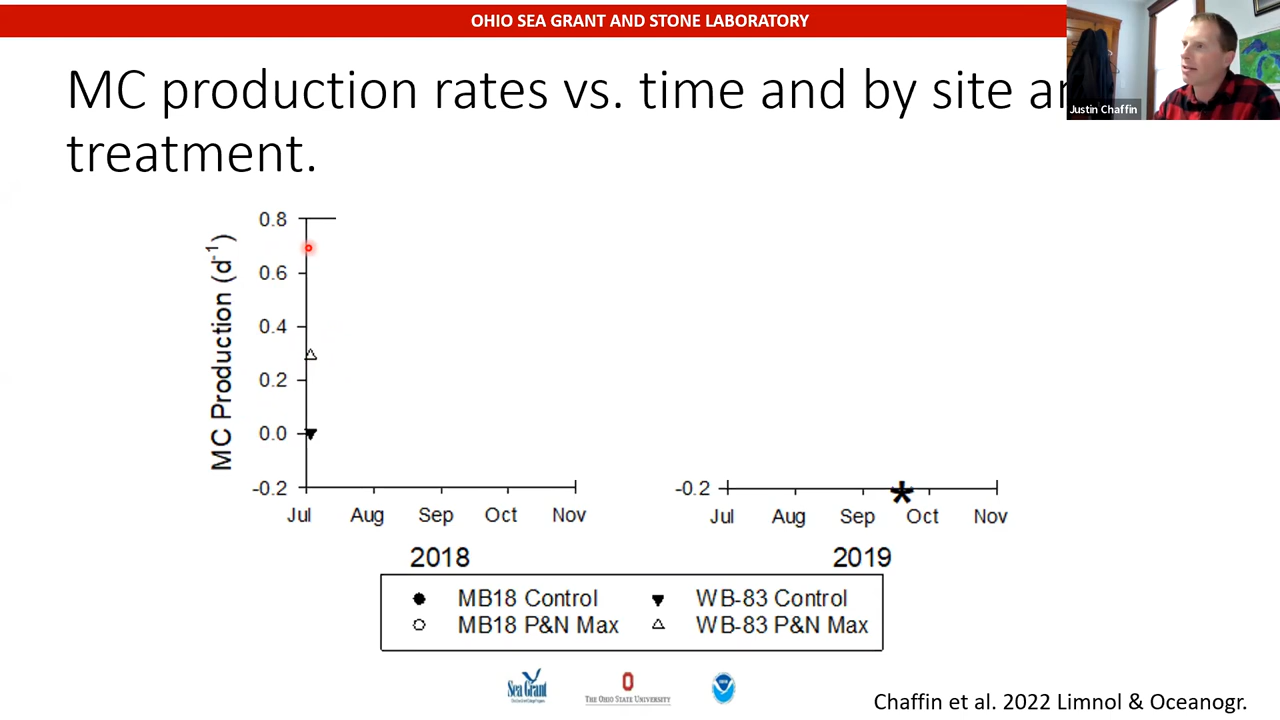 OHIO SEA GRANT AND STONE LABORATORY
MC production rates vs. time and by site
treatment.
Justin Chaffin
MC Production (d-1)
0.8
0.6
0.4
0.2
0.0
-0.2
Jul Aug Sep Oct Nov
2018
-0.2
Jul Aug Sep Oct Nov
2019
MB18 Control
WB-83 Control
MB18 P&N Max
WB-83 P&N Max
Sea Grant
THE OHIO STATE UNIVERSITY
Chaffin et al. 2022 Limnol & Oceanogr.